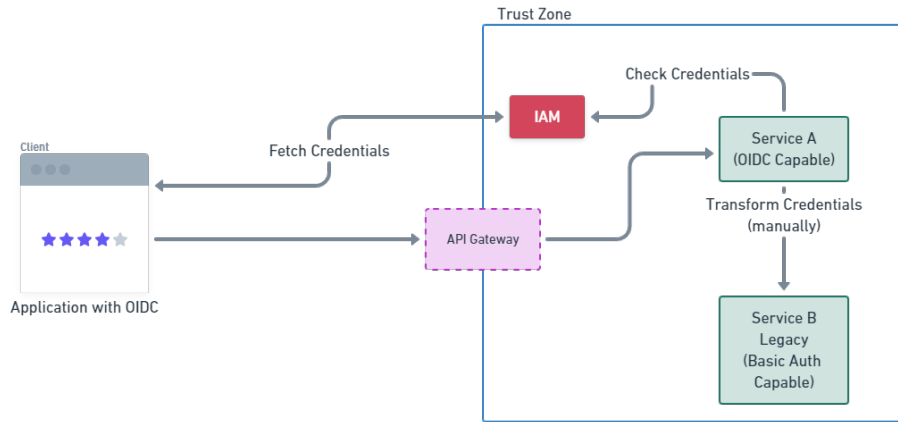 Trust Zone
Check Credentials
IAM
Client
Fetch Credentials
Service A
(OIDC Capable)
Transform Credentials
(manually)
API Gateway
Application with OIDC
Service B
Legacy
(Basic Auth
Capable)